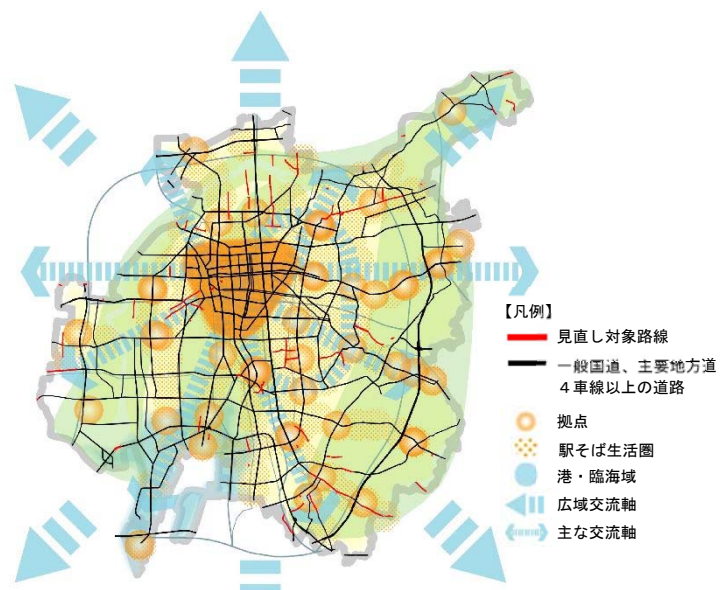 【凡例】
見直し対象路線
一般国道、主要地方道
４車線以上の道路
拠点
駅そば生活圏
港・臨海域
広域交流軸
主な交流軸